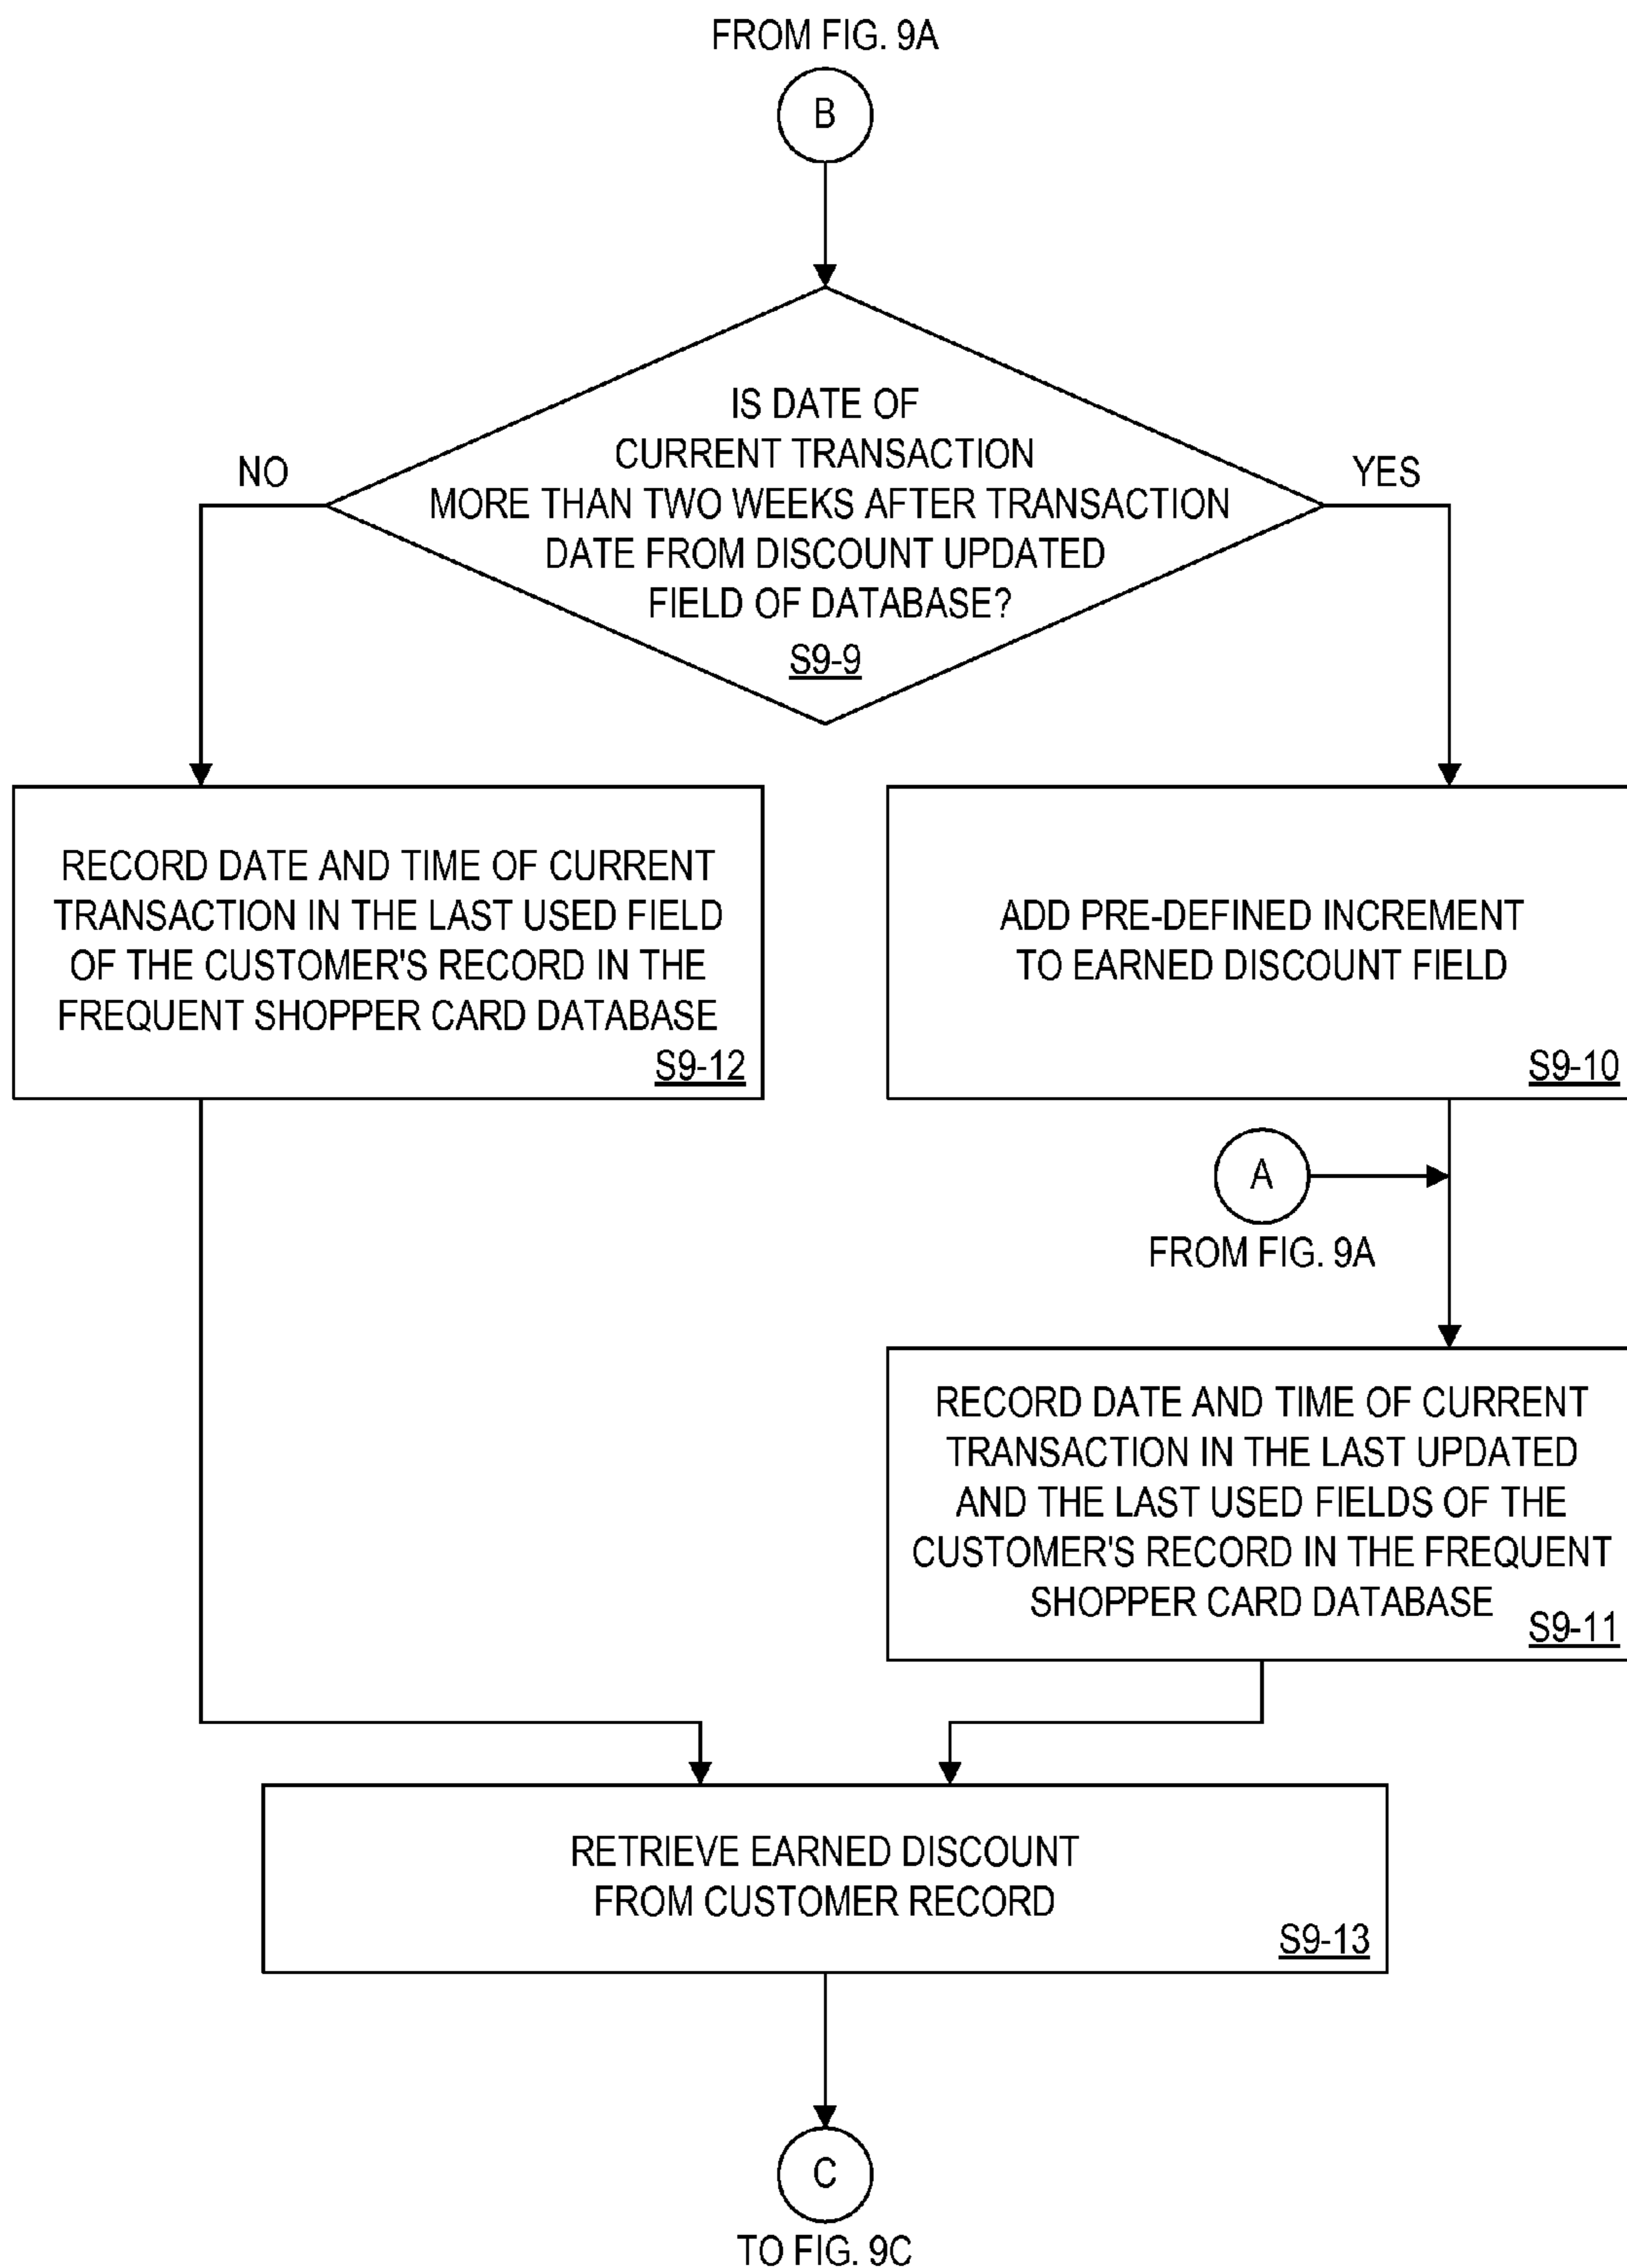 FROM FIG. 9A
B
IS DATE OF
CURRENT TRANSACTION
MORE THAN TWO WEEKS AFTER TRANSACTION
DATE FROM DISCOUNT UPDATED
FIELD OF DATABASE?
S9-9
NO
YES
RECORD DATE AND TIME OF CURRENT
TRANSACTION IN THE LAST USED FIELD
OF THE CUSTOMER'S RECORD IN THE
FREQUENT SHOPPER CARD DATABASE
S9-12
ADD PRE-DEFINED INCREMENT
TO EARNED DISCOUNT FIELD
S9-10
A
FROM FIG. 9A
RECORD DATE AND TIME OF CURRENT
TRANSACTION IN THE LAST UPDATED
AND THE LAST USED FIELDS OF THE
CUSTOMER'S RECORD IN THE FREQUENT
SHOPPER CARD DATABASE
S9-11
RETRIEVE EARNED DISCOUNT
FROM CUSTOMER RECORD
S9-13
C
TO FIG. 9C